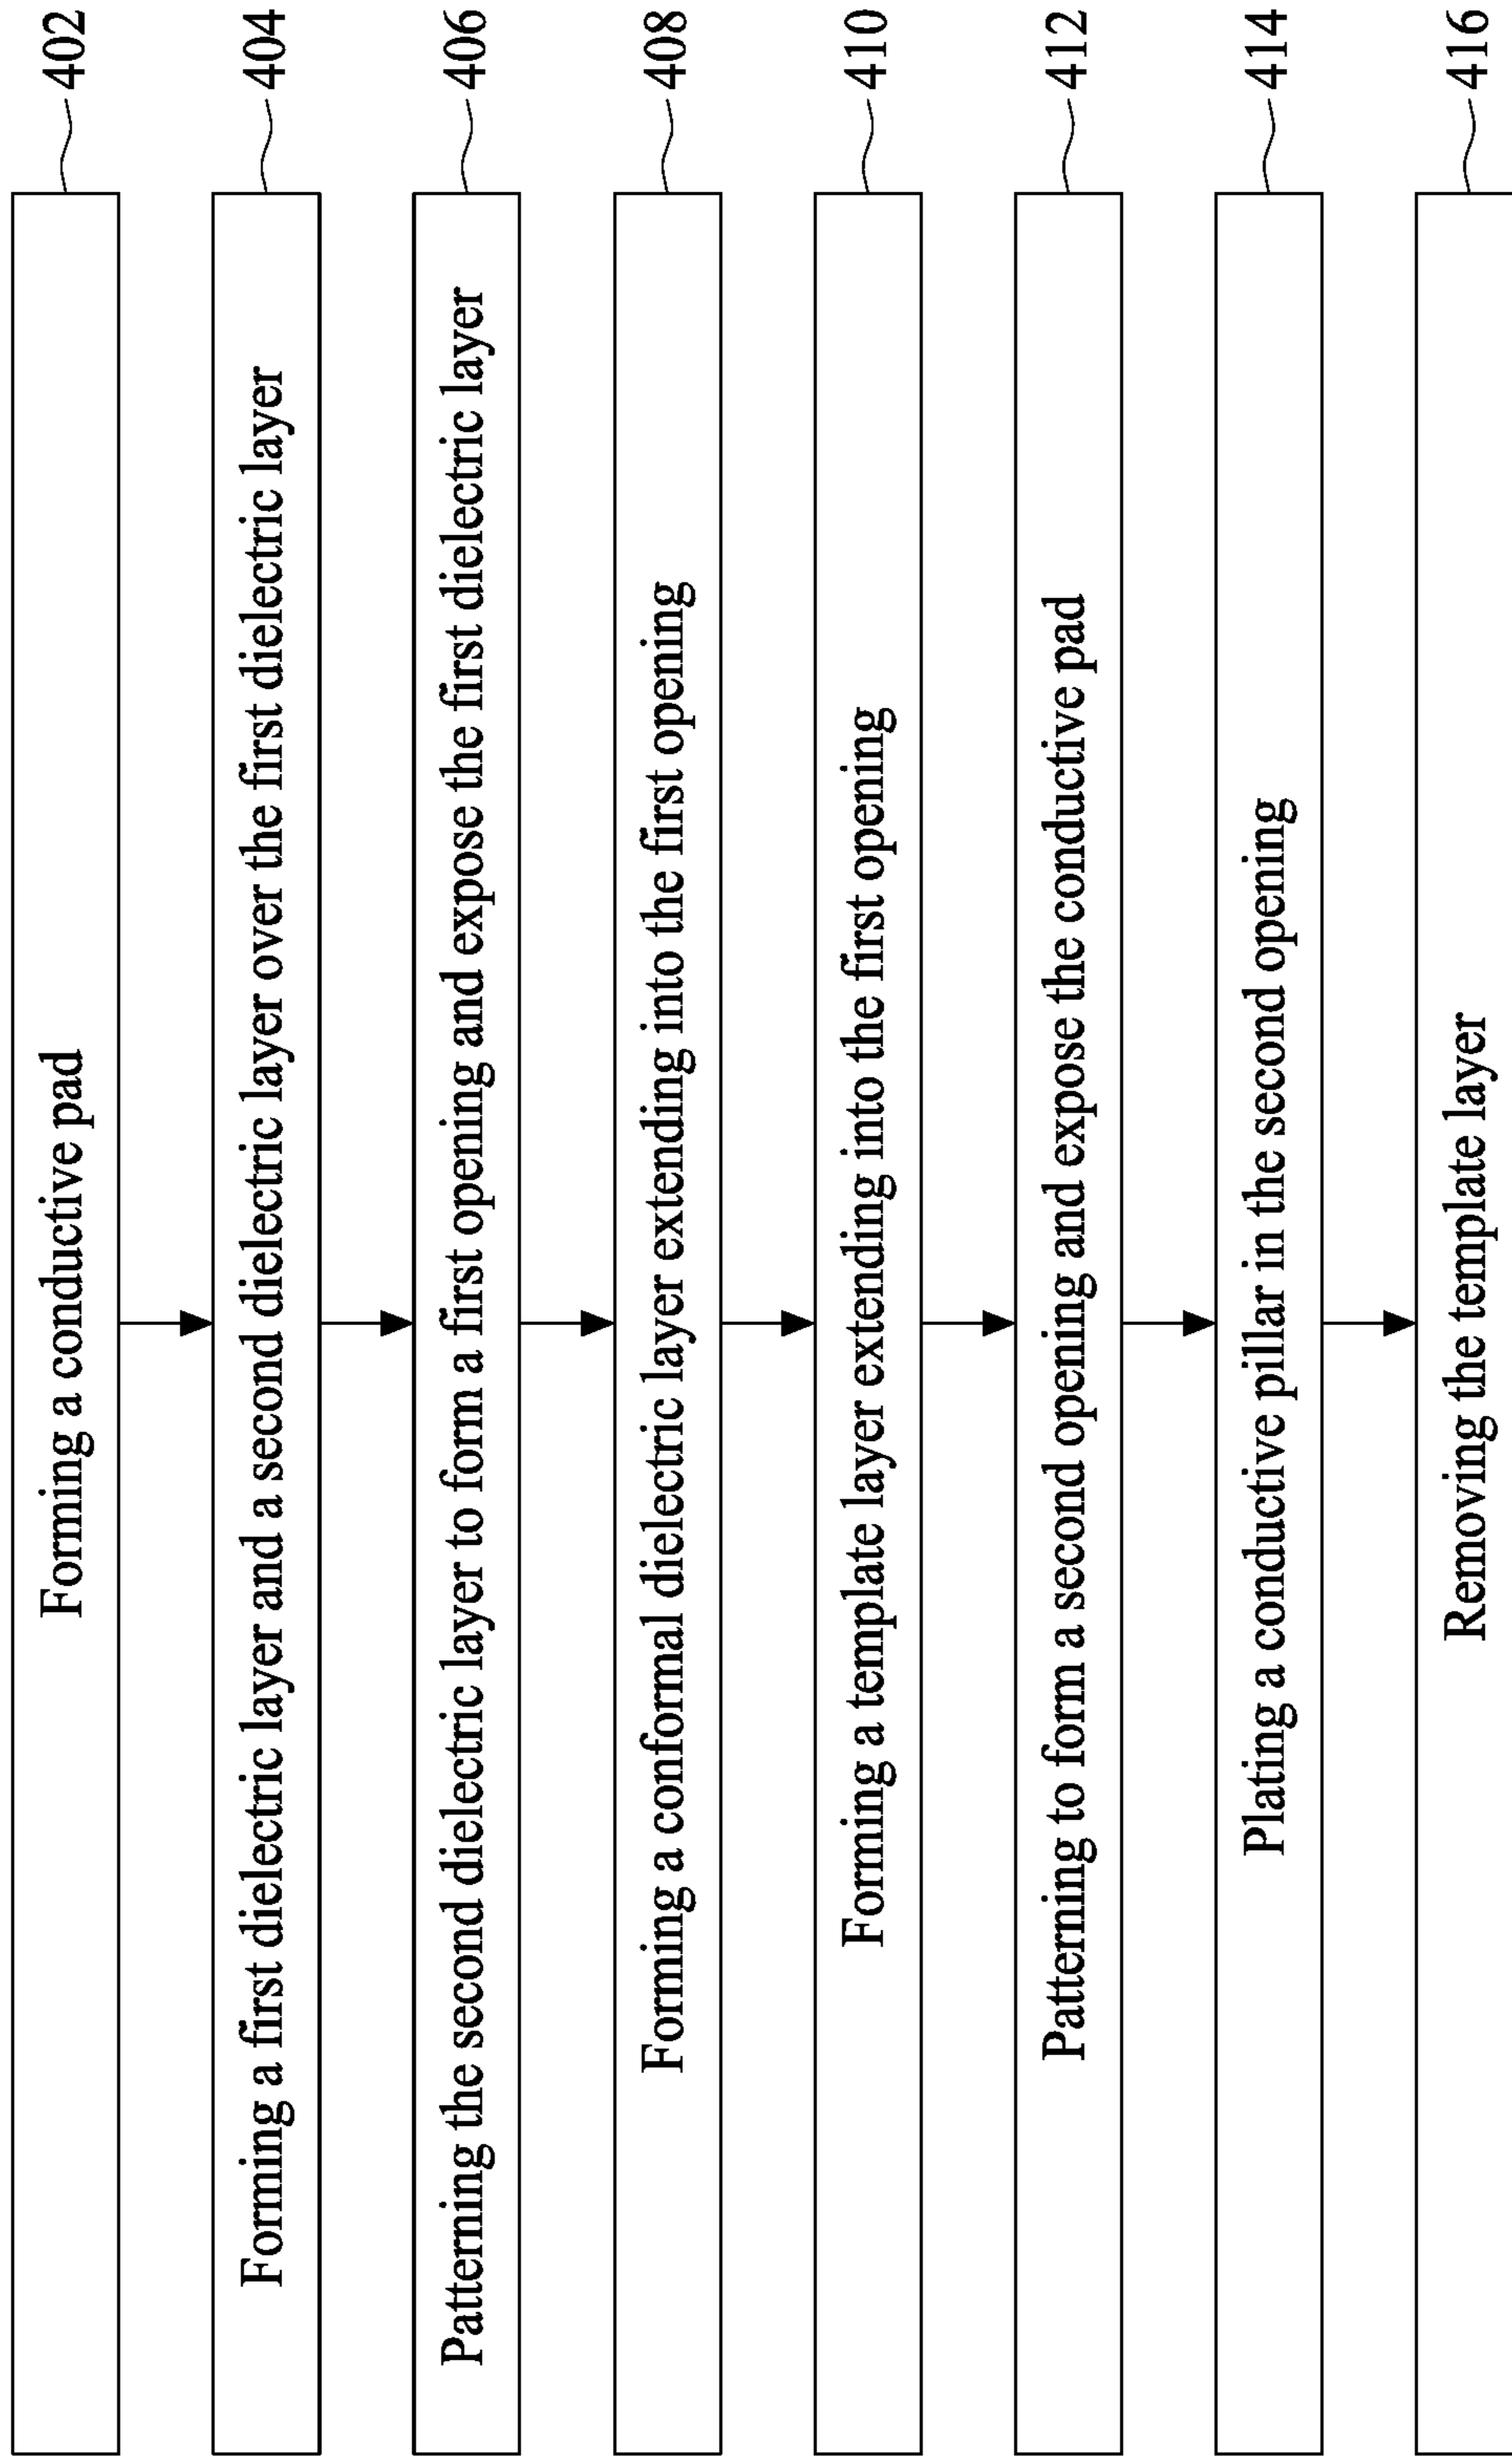 Forming a conductive pad 402
Forming a first dielectric layer and a second dielectric layer over the first dielectric layer 404
Patterning the second dielectric layer to form a first opening and expose the first dielectric layer 406
Forming a conformal dielectric layer extending into the first opening 408
Forming a template layer extending into the first opening 410
Patterning to form a second opening and expose the conductive pad 412
Plating a conductive pillar in the second opening 414
Removing the template layer 416